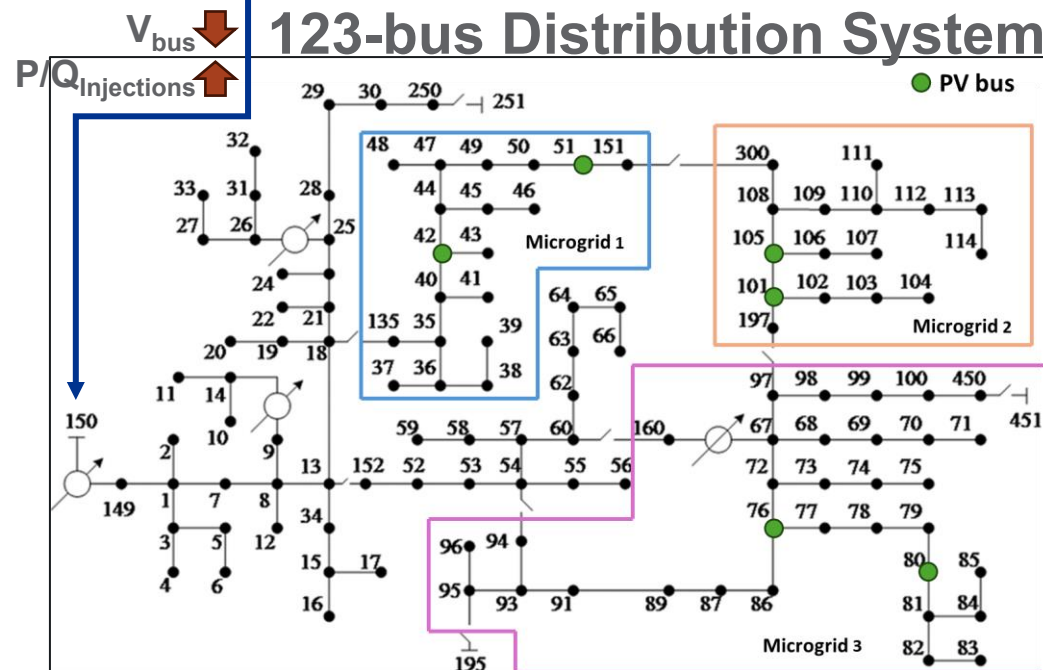 V_bus
123-bus Distribution System
P/Q_Injections
PV bus
29 30 250 251
32
48 47 49 50 51 151
300 111
33 31 28
44 45 46
108 109 110 112 113
27 26 25
42 43
Microgrid 1
105 106 107 114
24
40 41
64 65
101 102 103 104
22 21
135 35 39
197
Microgrid 2
20 19 18
63 66
37 36 38
11 14
62
97 98 99 100 450
451
150
10
59 58 57 60 160
67 68 69 70 71
2 9 13
152 52 53 54 55 56
72 73 74 75
149 1 7 8
34
76 77 78 79
3 5 12
96 94
15 17
80 85
4 6
95 93 91 89 87 86
16
81 84
Microgrid 3
82 83
195